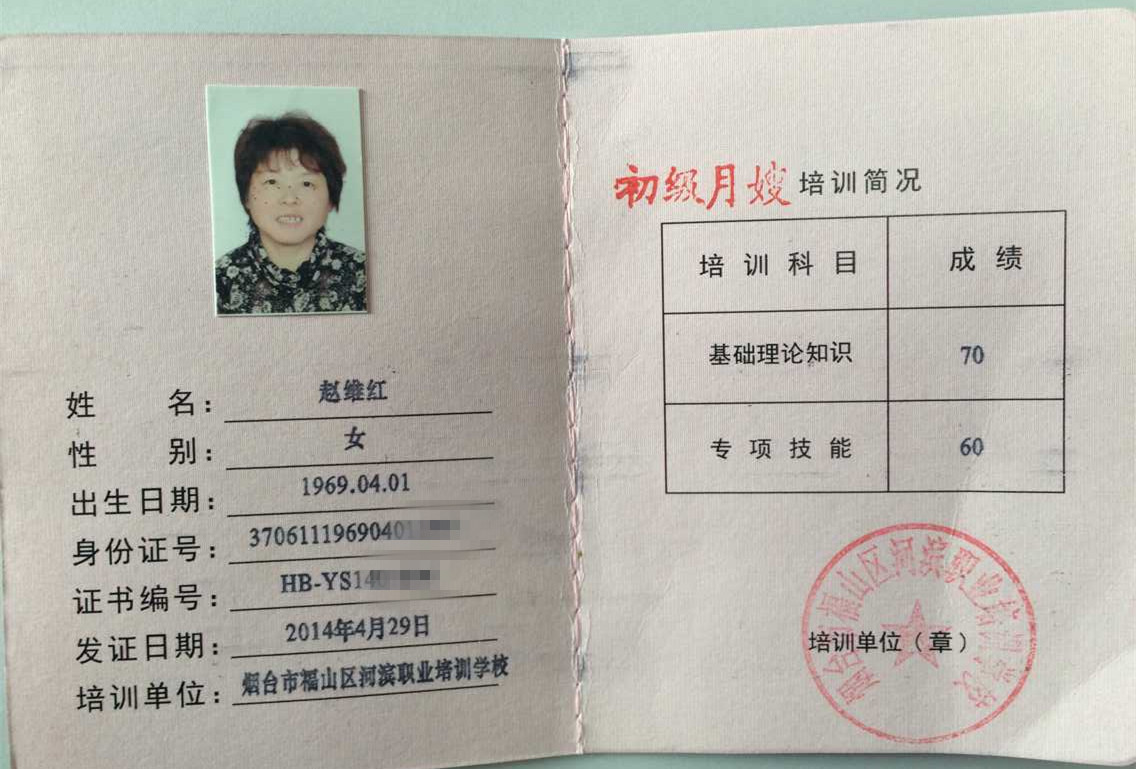 姓名：赵维红
性别：女
出生日期：1969.04.01
身份证号：37061119690401
证书编号：HB-YS14
发证日期：2014年4月29日
培训单位：烟台市福山区河滨职业培训学校
初级月嫂培训简况
培训科目 成绩
基础理论知识 70
专项技能 60
培训单位（章）
烟台市福山区河滨职业培训学校